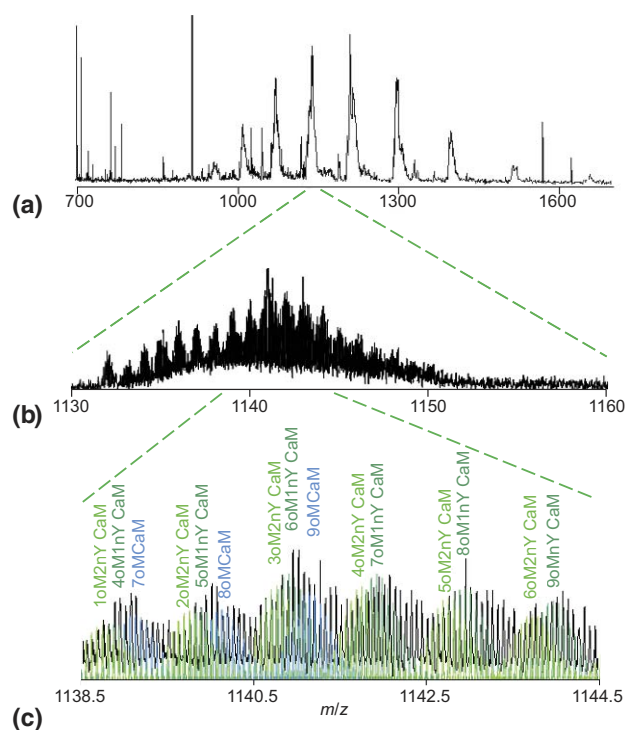 (a)
700
1000
1300
1600
(b)
1130
1140
1150
1160
1oM2nY CaM
4oM1nY CaM
7oMCaM
2oM2nY CaM
5oM1nY CaM
8oMCaM
3oM2nY CaM
6oM1nY CaM
9oMCaM
4oM2nY CaM
7oM1nY CaM
5oM2nY CaM
8oM1nY CaM
6oM2nY CaM
9oMnY CaM
(c)
1138.5
1140.5
1142.5
1144.5
m/z